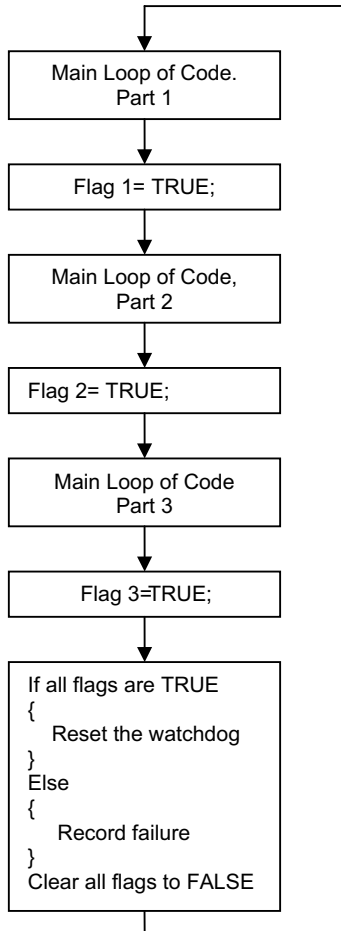 Main Loop of Code.
Part 1
Flag 1= TRUE;
Main Loop of Code,
Part 2
Flag 2= TRUE;
Main Loop of Code
Part 3
Flag 3=TRUE;
If all flags are TRUE
{
Reset the watchdog
}
Else
{
Record failure
}
Clear all flags to FALSE